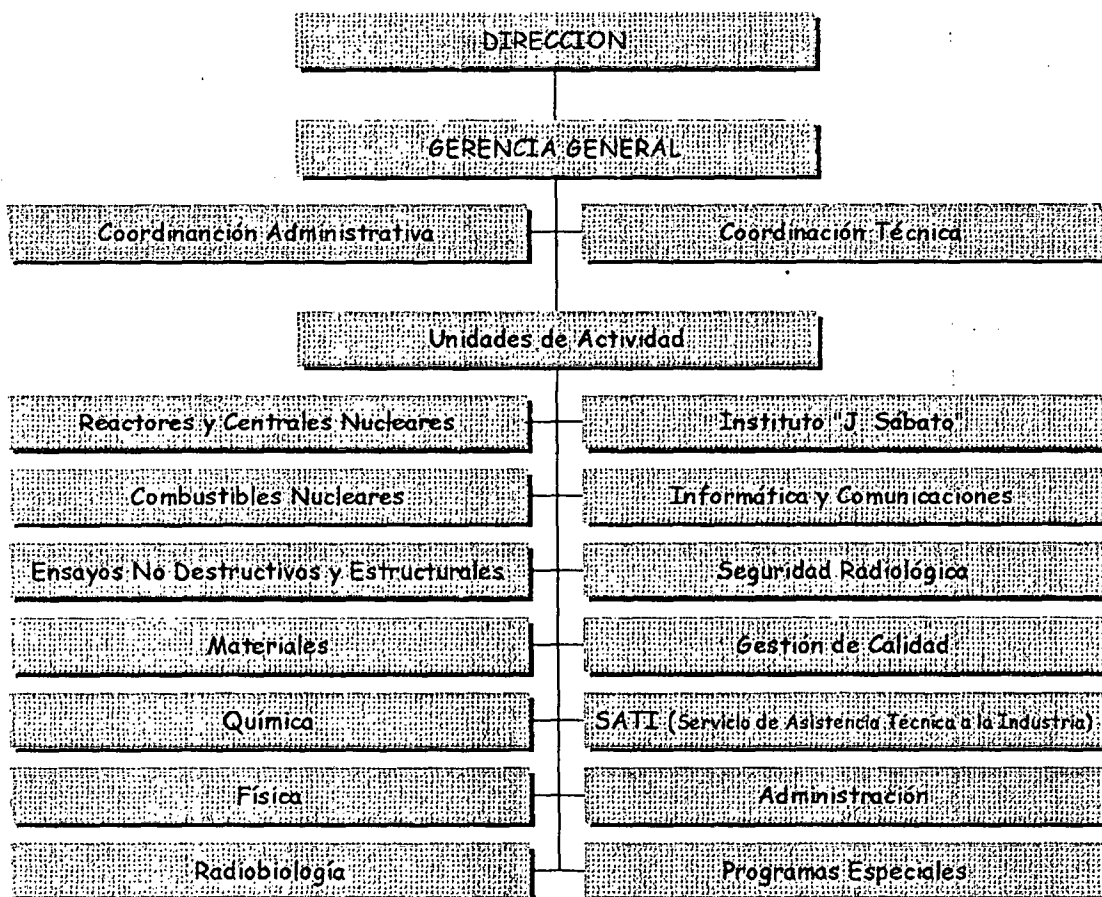 DIRECCION
GERENCIA GENERAL
Coordinanción Administrativa
Coordinación Técnica
Unidades de Actividad
Reactores y Centrales Nucleares
Instituto "J Sábato"
Combustibles Nucleares
Informática y Comunicaciones
Ensayos No Destructivos y Estructurales
Seguridad Radiológica
Materiales
Gestión de Calidad
Química
SATI (Servicio de Asistencia Técnica a la Industria)
Física
Administración
Radiobiología
Programas Especiales